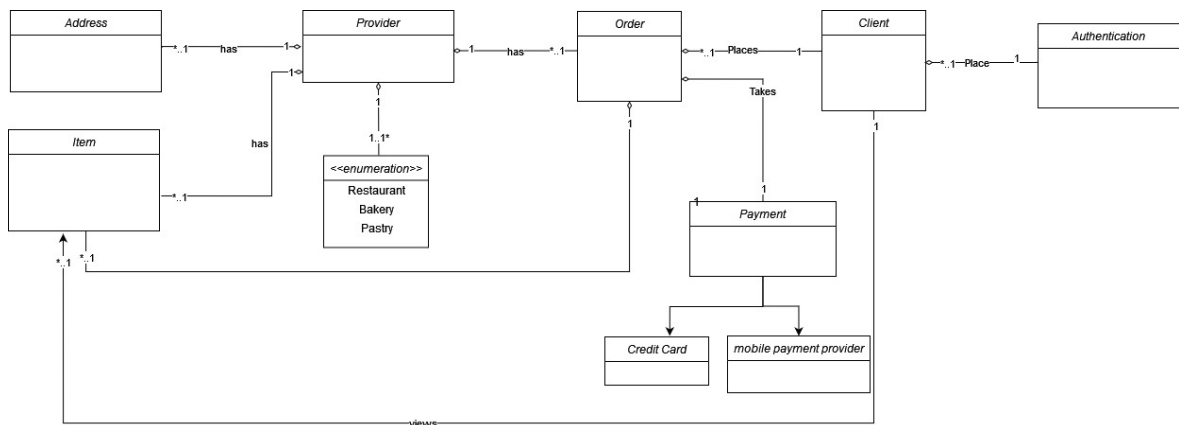 Address
Provider
Order
Client
Authentication
*..1 has 1
1 has *..1
*..1 Places 1
*..1 Place 1
1
Takes
1
1
1
has
Item
1..1*
<<enumeration>>
Restaurant
Bakery
Pastry
*..1
1
1
Payment
*..1
*..1
Credit Card
mobile payment provider
views